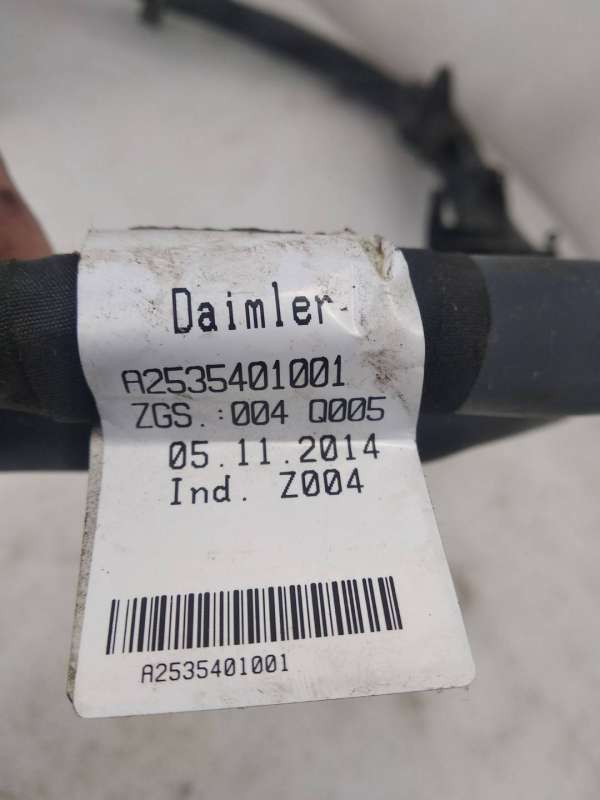 Daimler
A2535401001
ZGS.:004 Q005
05.11.2014
Ind. Z004
A2535401001